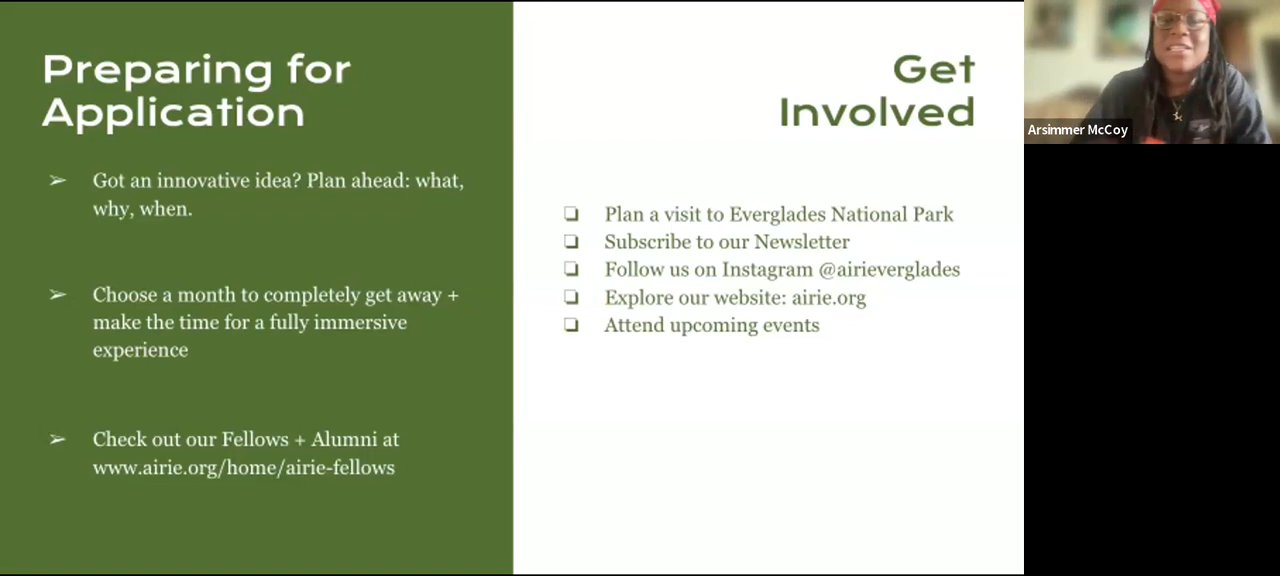 Preparing for
Application
➢ Got an innovative idea? Plan ahead: what,
why, when.
➢ Choose a month to completely get away +
make the time for a fully immersive
experience
➢ Check out our Fellows + Alumni at
www.airie.org/home/airie-fellows
Get
Involved
❏ Plan a visit to Everglades National Park
❏ Subscribe to our Newsletter
❏ Follow us on Instagram @airieverglades
❏ Explore our website: airie.org
❏ Attend upcoming events
Arsimmer McCoy